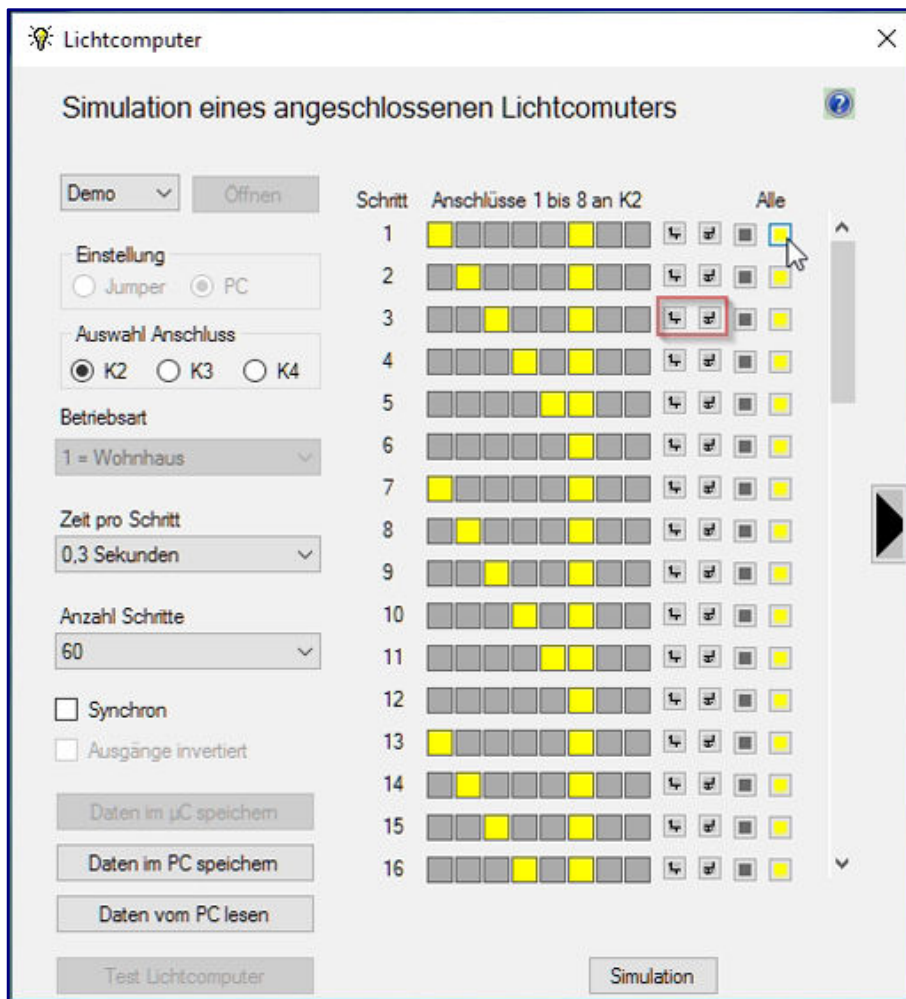 Lichtcomputer
Simulation eines angeschlossenen Lichtcomuters
Demo
Öffnen
Einstellung
Jumper
PC
Auswahl Anschluss
K2
K3
K4
Betriebsart
1 = Wohnhaus
Zeit pro Schritt
0,3 Sekunden
Anzahl Schritte
60
Synchron
Ausgänge invertiert
Daten im µC speichern
Daten im PC speichern
Daten vom PC lesen
Test Lichtcomputer
Schritt Anschlüsse 1 bis 8 an K2 Alle
1
2
3
4
5
6
7
8
9
10
11
12
13
14
15
16
Simulation